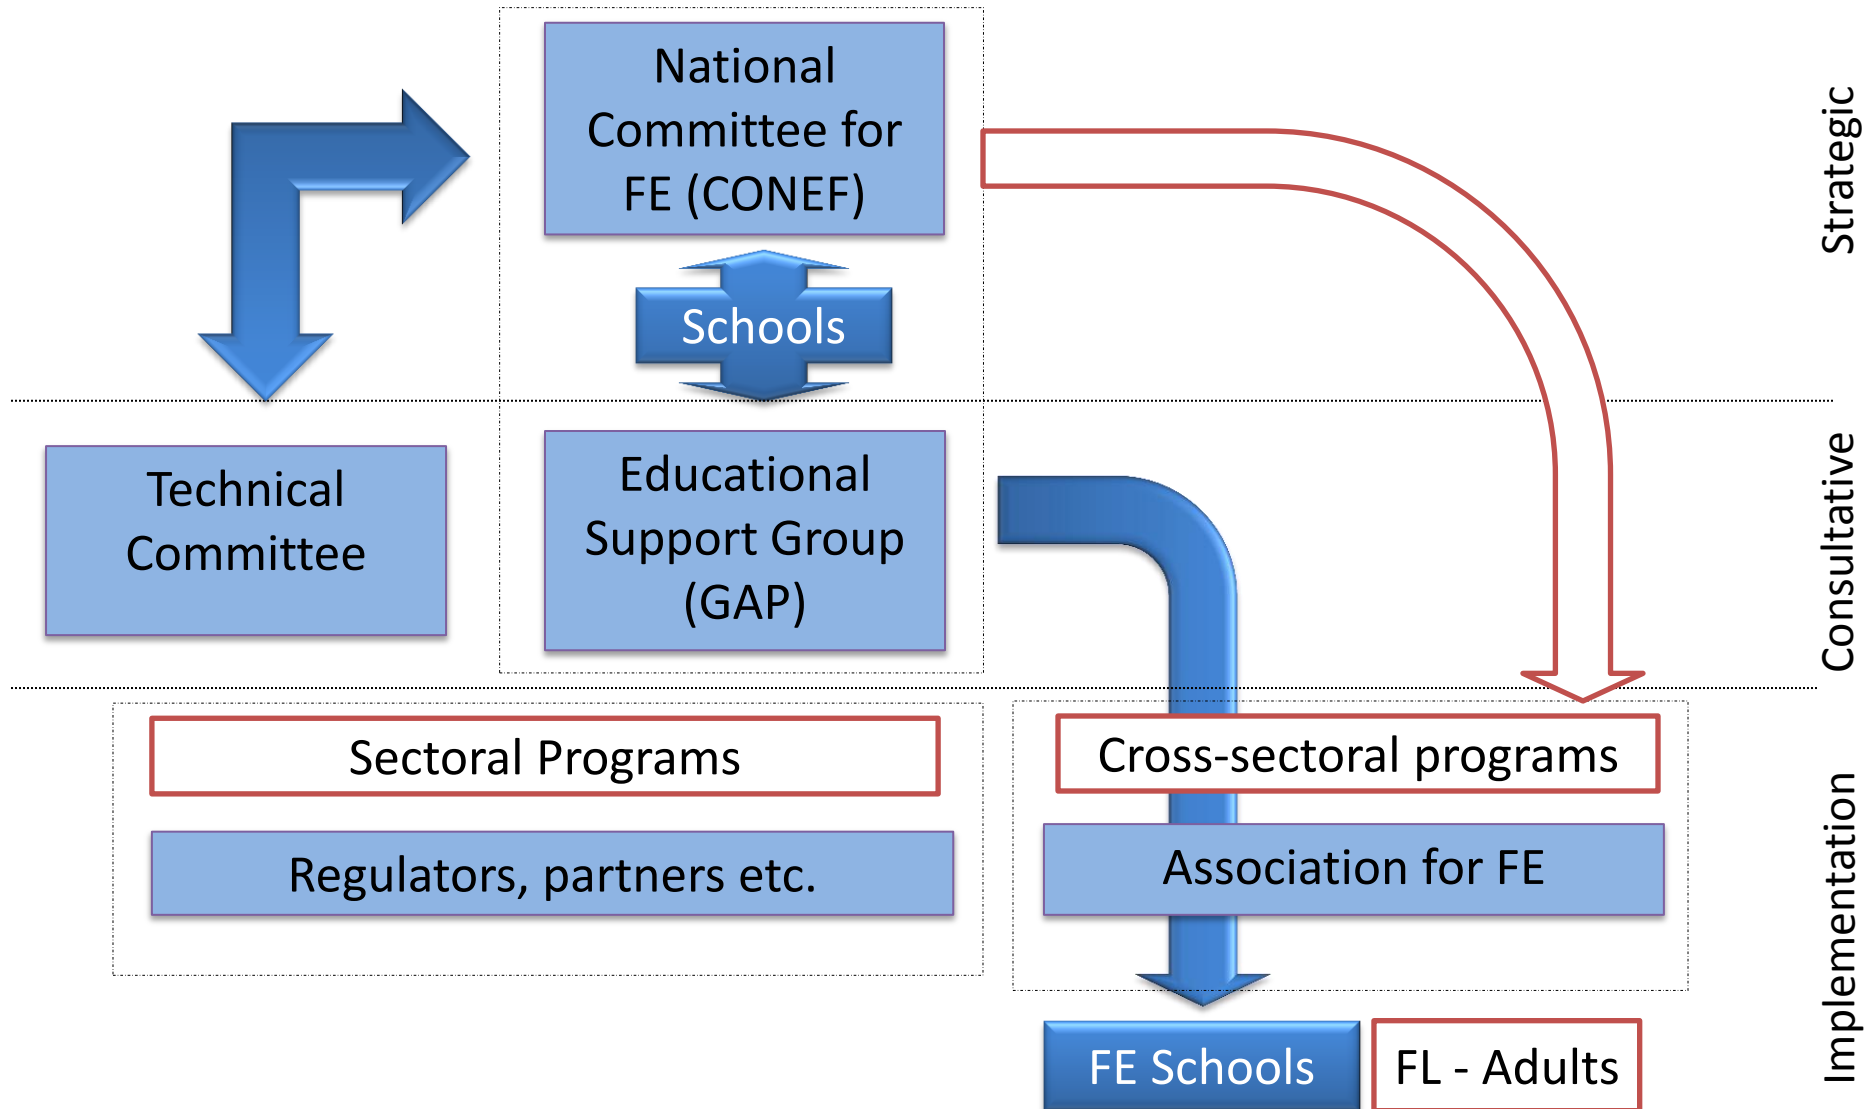 National
Committee for
FE (CONEF)
Strategic
Schools
Technical
Committee
Educational
Support Group
(GAP)
Consultative
Sectoral Programs
Regulators, partners etc.
Cross-sectoral programs
Association for FE
Implementation
FE Schools
FL - Adults